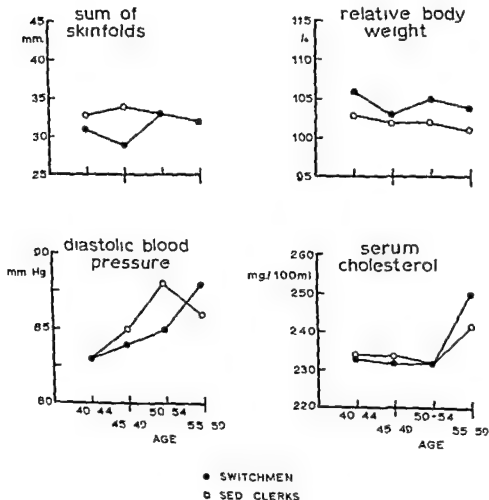 sum of
skinfolds
mm.
45
40
35
30
25
relative body
weight
%
115
110
105
100
95
diastolic blood
pressure
mm Hg
90
85
80
40 44
45 49
50 54
55 59
AGE
serum
cholesterol
mg/100ml
260
250
240
230
220
40 44
45 49
50-54
55 59
AGE
● SWITCHMEN
○ SED CLERKS